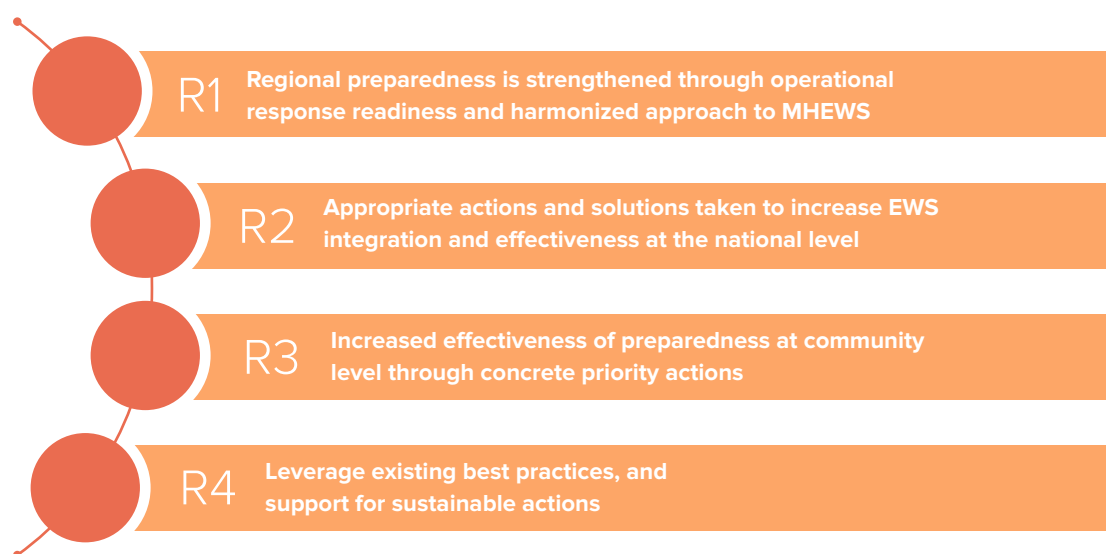 R1
Regional preparedness is strengthened through operational
response readiness and harmonized approach to MHEWS
R2
Appropriate actions and solutions taken to increase EWS
integration and effectiveness at the national level
R3
Increased effectiveness of preparedness at community
level through concrete priority actions
R4
Leverage existing best practices, and
support for sustainable actions